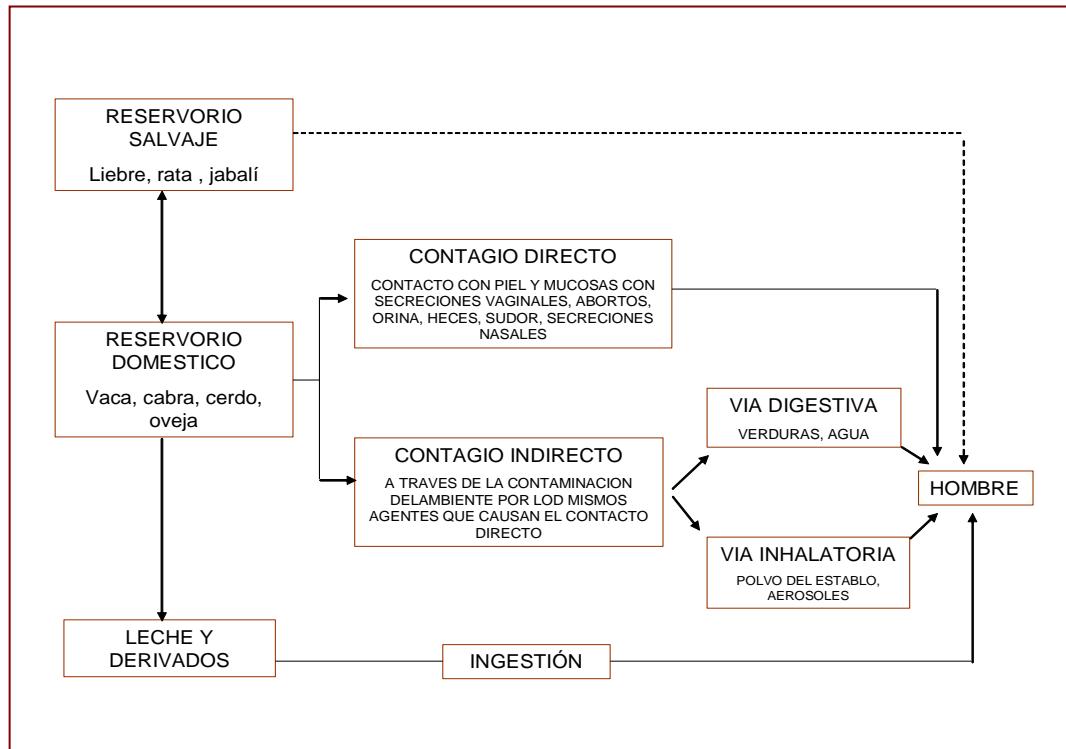 RESERVORIO
SALVAJE
Liebre, rata , jabalí
RESERVORIO
DOMESTICO
Vaca, cabra, cerdo,
oveja
CONTAGIO DIRECTO
CONTACTO CON PIEL Y MUCOSAS CON
SECRECIONES VAGINALES, ABORTOS,
ORINA, HECES, SUDOR, SECRECIONES
NASALES
CONTAGIO INDIRECTO
A TRAVES DE LA CONTAMINACION
DELAMBIENTE POR LOD MISMOS
AGENTES QUE CAUSAN EL CONTACTO
DIRECTO
VIA DIGESTIVA
VERDURAS, AGUA
VIA INHALATORIA
POLVO DEL ESTABLO,
AEROSOLES
HOMBRE
LECHE Y
DERIVADOS
INGESTIÓN